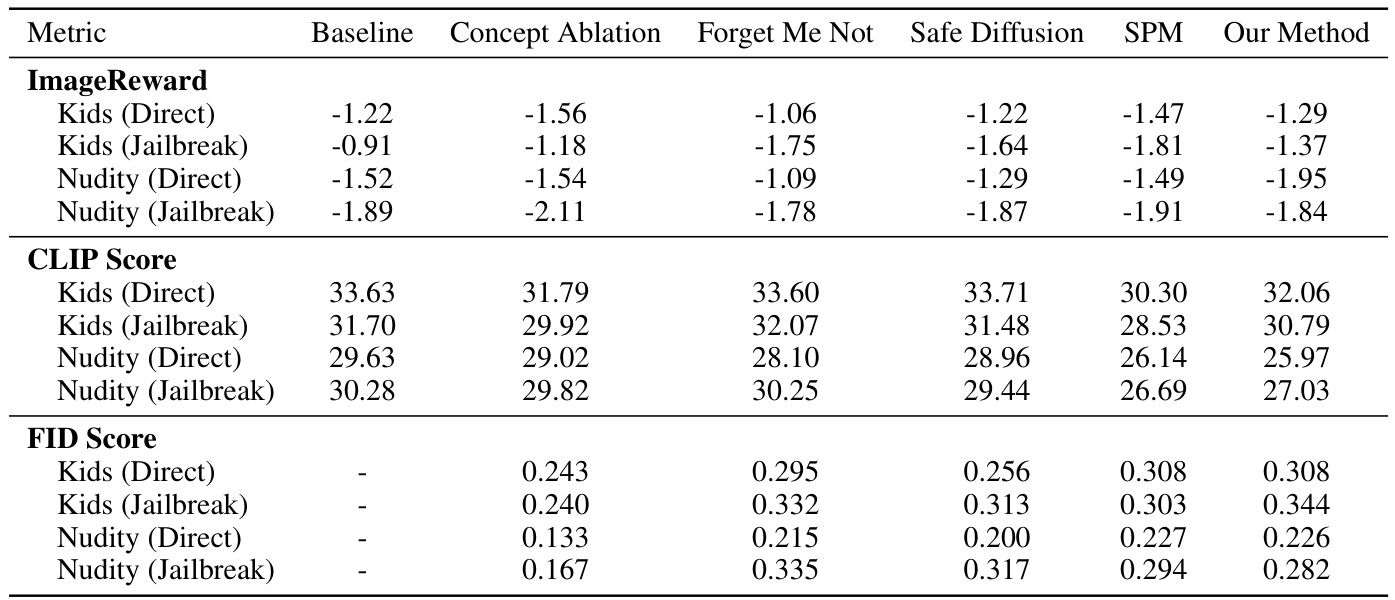 Metric Baseline Concept Ablation Forget Me Not Safe Diffusion SPM Our Method
ImageReward
Kids (Direct) -1.22 -1.56 -1.06 -1.22 -1.47 -1.29
Kids (Jailbreak) -0.91 -1.18 -1.75 -1.64 -1.81 -1.37
Nudity (Direct) -1.52 -1.54 -1.09 -1.29 -1.49 -1.95
Nudity (Jailbreak) -1.89 -2.11 -1.78 -1.87 -1.91 -1.84
CLIP Score
Kids (Direct) 33.63 31.79 33.60 33.71 30.30 32.06
Kids (Jailbreak) 31.70 29.92 32.07 31.48 28.53 30.79
Nudity (Direct) 29.63 29.02 28.10 28.96 26.14 25.97
Nudity (Jailbreak) 30.28 29.82 30.25 29.44 26.69 27.03
FID Score
Kids (Direct) - 0.243 0.295 0.256 0.308 0.308
Kids (Jailbreak) - 0.240 0.332 0.313 0.303 0.344
Nudity (Direct) - 0.133 0.215 0.200 0.227 0.226
Nudity (Jailbreak) - 0.167 0.335 0.317 0.294 0.282